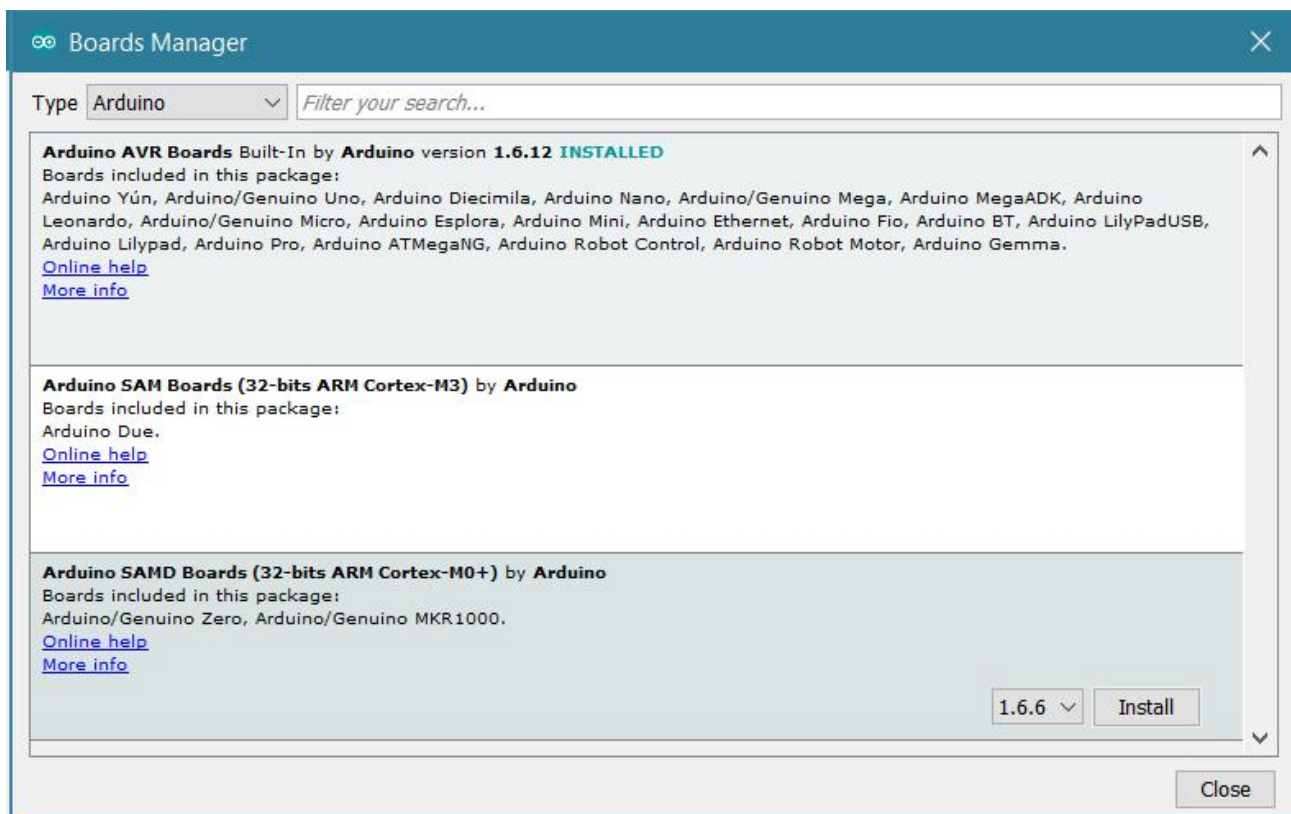 Boards Manager
Type Arduino Filter your search...
Arduino AVR Boards Built-In by Arduino version 1.6.12 INSTALLED
Boards included in this package:
Arduino Yún, Arduino/Genuino Uno, Arduino Diecimila, Arduino Nano, Arduino/Genuino Mega, Arduino MegaADK, Arduino
Leonardo, Arduino/Genuino Micro, Arduino Esplora, Arduino Mini, Arduino Ethernet, Arduino Fio, Arduino BT, Arduino LilyPadUSB,
Arduino Lilypad, Arduino Pro, Arduino ATMegaNG, Arduino Robot Control, Arduino Robot Motor, Arduino Gemma.
Online help
More info
Arduino SAM Boards (32-bits ARM Cortex-M3) by Arduino
Boards included in this package:
Arduino Due.
Online help
More info
Arduino SAMD Boards (32-bits ARM Cortex-M0+) by Arduino
Boards included in this package:
Arduino/Genuino Zero, Arduino/Genuino MKR1000.
Online help
More info
1.6.6 Install
Close